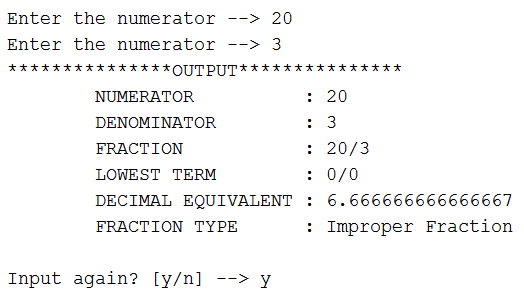 Enter the numerator --> 20
Enter the numerator --> 3
***************OUTPUT***************
NUMERATOR : 20
DENOMINATOR : 3
FRACTION : 20/3
LOWEST TERM : 0/0
DECIMAL EQUIVALENT : 6.666666666666667
FRACTION TYPE : Improper Fraction
Input again? [y/n] --> y